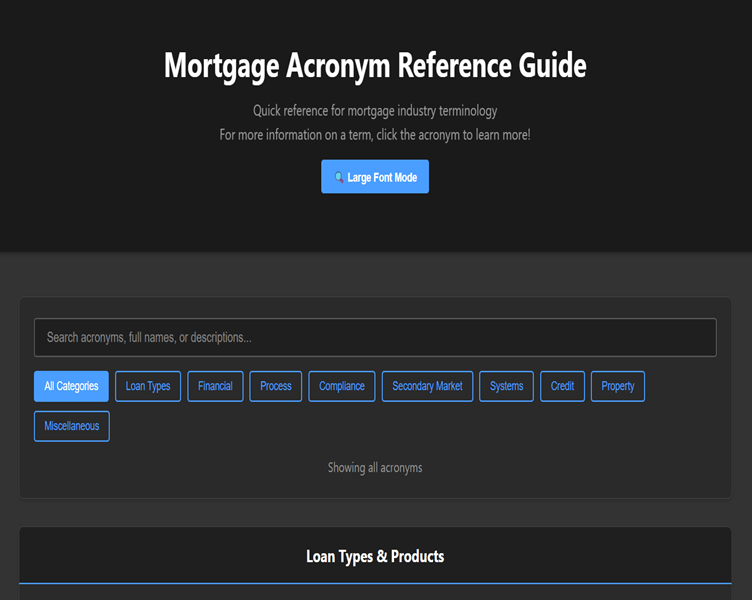 Mortgage Acronym Reference Guide
Quick reference for mortgage industry terminology
For more information on a term, click the acronym to learn more!
Large Font Mode
Search acronyms, full names, or descriptions...
All Categories Loan Types Financial Process Compliance Secondary Market Systems Credit Property
Miscellaneous
Showing all acronyms
Loan Types & Products